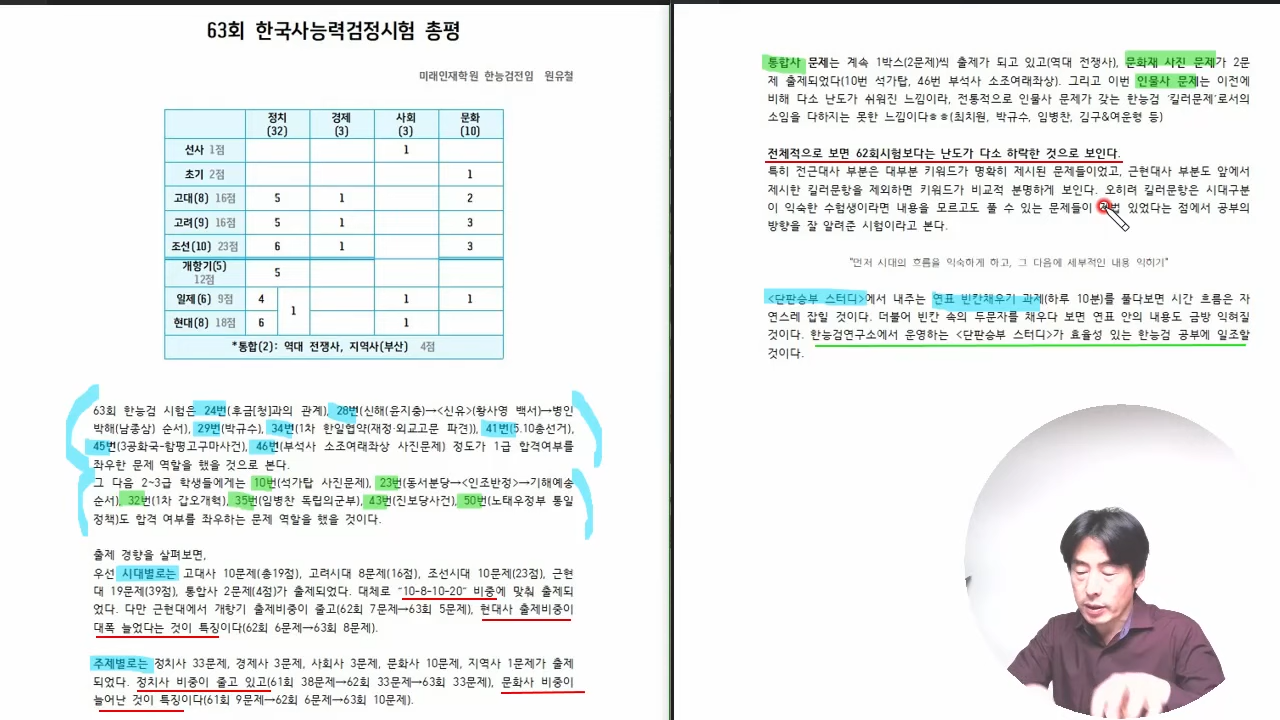 63회 한국사능력검정시험 총평
미래인재학원 한능검전임 원유철
정치 경제 사회 문화
(32) (3) (3) (10)
선사 1점 1
초기 2점 1
고대(8) 16점 5 1 2
고려(9) 16점 5 1 3
조선(10) 23점 6 1 3
개항기(5) 5
12점
일제(6) 9점 4 1 1 1
현대(8) 18점 6 1
*통합(2): 역대 전쟁사, 지역사(부산) 4점
63회 한능검 시험은 24번(후금[청]과의 관계), 28번(신해(윤지충)→<신유>(황사영 백서)→병인
박해(남종삼) 순서), 29번(박규수), 34번(1차 한일협약(재정·외교고문 파견)), 41번(5.10총선거),
45번(3공화국-함평고구마사건), 46번(부석사 소조여래좌상 사진문제) 정도가 1급 합격여부를
좌우한 문제 역할을 했을 것으로 본다.
그 다음 2~3급 학생들에게는 10번(석가탑 사진문제), 23번(동서분당→<인조반정>→기해예송
순서), 32번(1차 갑오개혁), 35번(임병찬 독립의군부), 43번(진보당사건), 50번(노태우정부 통일
정책)도 합격 여부를 좌우하는 문제 역할을 했을 것이다.
출제 경향을 살펴보면,
우선 시대별로는 고대사 10문제(총19점), 고려시대 8문제(16점), 조선시대 10문제(23점), 근현
대 19문제(39점), 통합사 2문제(4점)가 출제되었다. 대체로 “10-8-10-20” 비중에 맞춰 출제되
었다. 다만 근현대에서 개항기 출제비중이 줄고(62회 7문제→63회 5문제), 현대사 출제비중이
대폭 늘었다는 것이 특징이다(62회 6문제→63회 8문제).
주제별로는 정치사 33문제, 경제사 3문제, 사회사 3문제, 문화사 10문제, 지역사 1문제가 출제
되었다. 정치사 비중이 줄고 있고(61회 38문제→62회 33문제→63회 33문제), 문화사 비중이
늘어난 것이 특징이다(61회 9문제→62회 6문제→63회 10문제).
통합사 문제는 계속 1박스(2문제)씩 출제가 되고 있고(역대 전쟁사), 문화재 사진 문제가 2문
제 출제되었다(10번 석가탑, 46번 부석사 소조여래좌상). 그리고 이번 인물사 문제는 이전에
비해 다소 난도가 쉬워진 느낌이라, 전통적으로 인물사 문제가 갖는 한능검 ‘킬러문제’로서의
소임을 다하지는 못한 느낌이다ㅎㅎ(최치원, 박규수, 임병찬, 김구&여운형 등)
전체적으로 보면 62회시험보다는 난도가 다소 하락한 것으로 보인다.
특히 전근대사 부분은 대부분 키워드가 명확히 제시된 문제들이었고, 근현대사 부분도 앞에서
제시한 킬러문항을 제외하면 키워드가 비교적 분명하게 보인다. 오히려 킬러문항은 시대구분
이 익숙한 수험생이라면 내용을 모르고도 풀 수 있는 문제들이 제법 있었다는 점에서 공부의
방향을 잘 알려준 시험이라고 본다.
"먼저 시대의 흐름을 익숙하게 하고, 그 다음에 세부적인 내용 익히기"
<단판승부 스터디>에서 내주는 연표 빈칸채우기 과제(하루 10분)를 풀다보면 시간 흐름은 자
연스레 잡힐 것이다. 더불어 빈칸 속의 두문자를 채우다 보면 연표 안의 내용도 금방 익혀질
것이다. 한능검연구소에서 운영하는 <단판승부 스터디>가 효율성 있는 한능검 공부에 일조할
것이다.